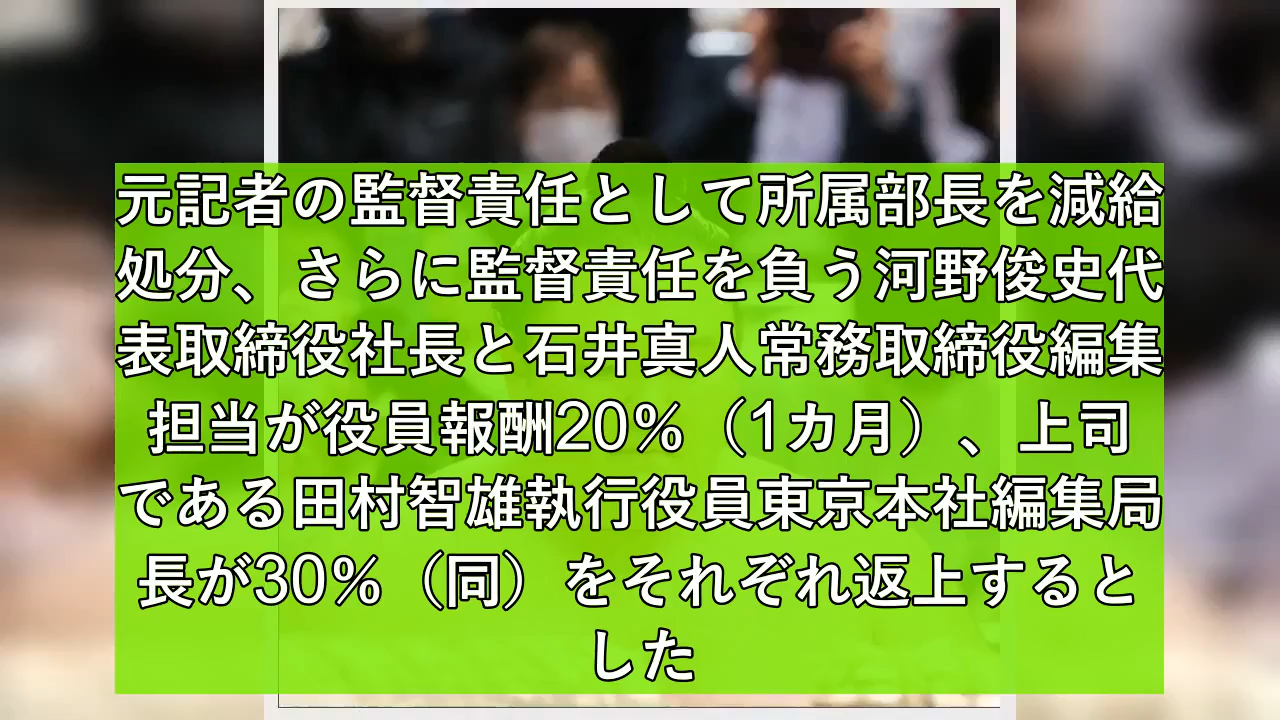 元記者の監督責任として所属部長を減給
処分、さらに監督責任を負う河野俊史代
表取締役社長と石井真人常務取締役編集
担当が役員報酬20％（1カ月）、上司
である田村智雄執行役員東京本社編集局
長が30％（同）をそれぞれ返上すると
した